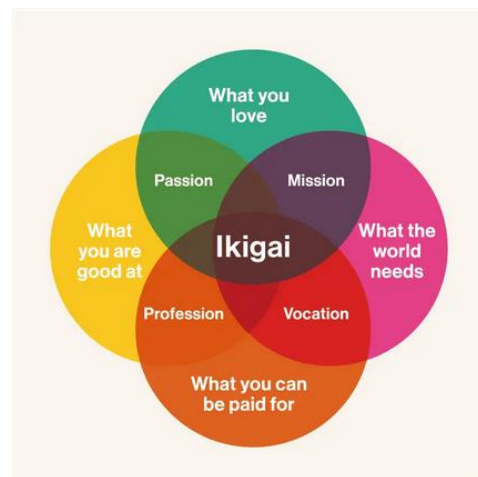 What you
love
Passion
Mission
What
you are
good at
Ikigai
What the
world
needs
Profession
Vocation
What you can
be paid for